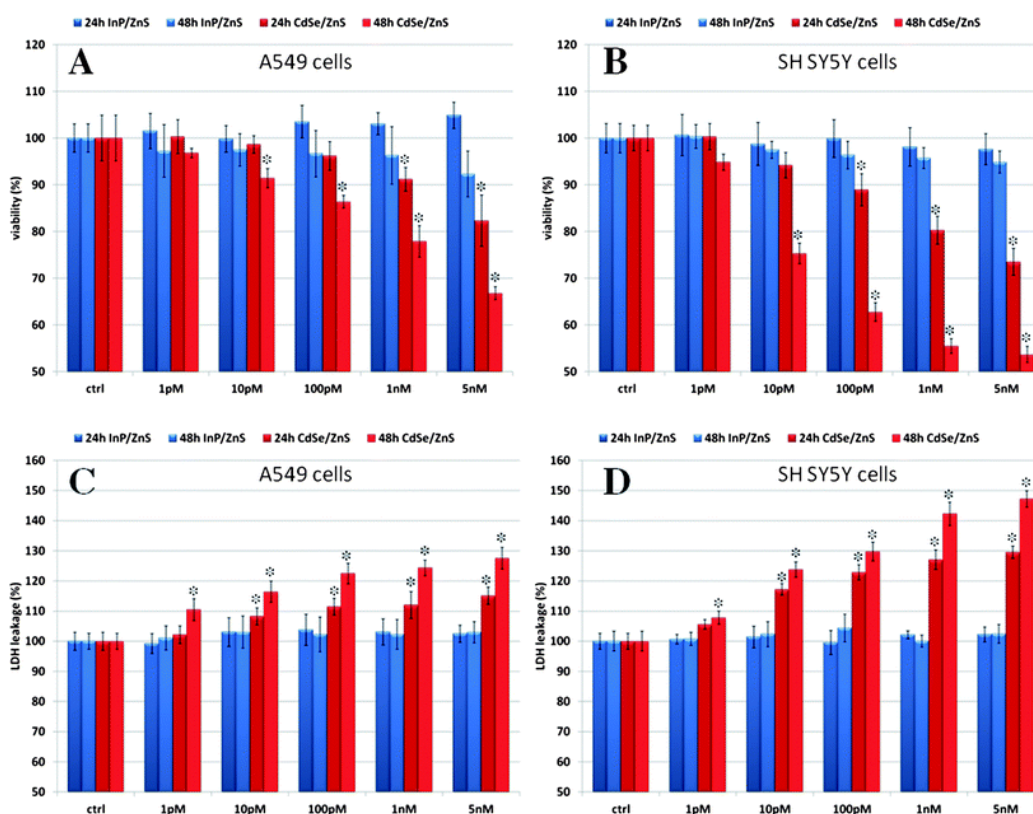 24h InP/ZnS 48h InP/ZnS 24h CdSe/ZnS 48h CdSe/ZnS
A
A549 cells
viability (%)
120
110
100
90
80
70
60
50
ctrl 1pM 10pM 100pM 1nM 5nM
* * * * * *
24h InP/ZnS 48h InP/ZnS 24h CdSe/ZnS 48h CdSe/ZnS
B
SH SY5Y cells
viability (%)
120
110
100
90
80
70
60
50
ctrl 1pM 10pM 100pM 1nM 5nM
* * * * * * *
24h InP/ZnS 48h InP/ZnS 24h CdSe/ZnS 48h CdSe/ZnS
C
A549 cells
LDH leakage (%)
160
150
140
130
120
110
100
90
80
70
60
50
ctrl 1pM 10pM 100pM 1nM 5nM
* * * * * * * * *
24h InP/ZnS 48h InP/ZnS 24h CdSe/ZnS 48h CdSe/ZnS
D
SH SY5Y cells
LDH leakage (%)
160
150
140
130
120
110
100
90
80
70
60
50
ctrl 1pM 10pM 100pM 1nM 5nM
* * * * * * * * *